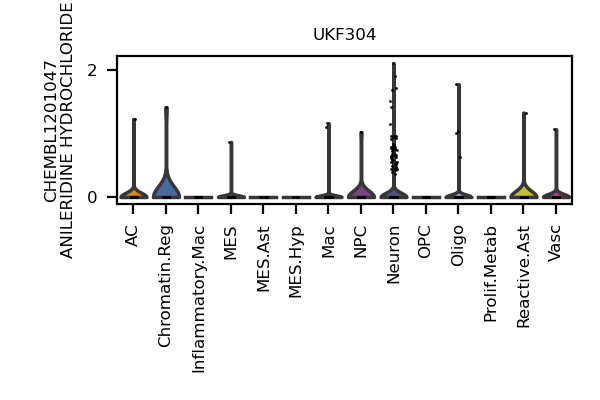 UKF304
CHEMBL1201047
ANILERIDINE HYDROCHLORIDE
2
0
AC
Chromatin.Reg
Inflammatory.Mac
MES
MES.Ast
MES.Hyp
Mac
NPC
Neuron
OPC
Oligo
Prolif.Metab
Reactive.Ast
Vasc